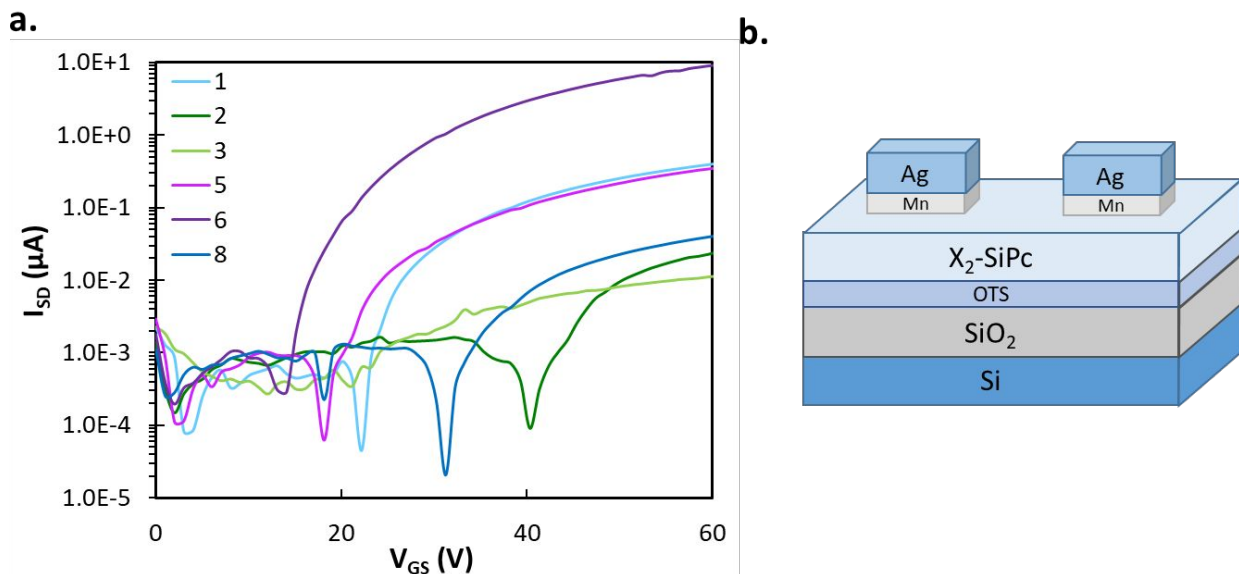 a.
1.0E+1
1.0E+0
1.0E-1
1.0E-2
1.0E-3
1.0E-4
1.0E-5
I_SD (μA)
1
2
3
5
6
8
0
20
40
60
V_GS (V)
b.
Ag
Ag
Mn
Mn
X₂-SiPc
OTS
SiO₂
Si